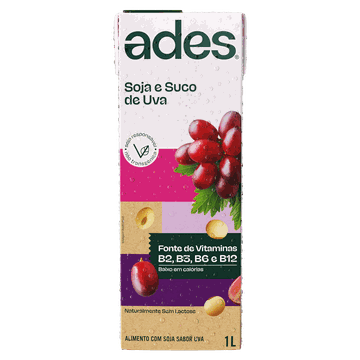 ades®
Soja e Suco
de Uva
Fonte de Vitaminas
B2, B3, B6 e B12
Baixo em calorias
Naturalmente Sem Lactose
ALIMENTO COM SOJA SABOR UVA
1L